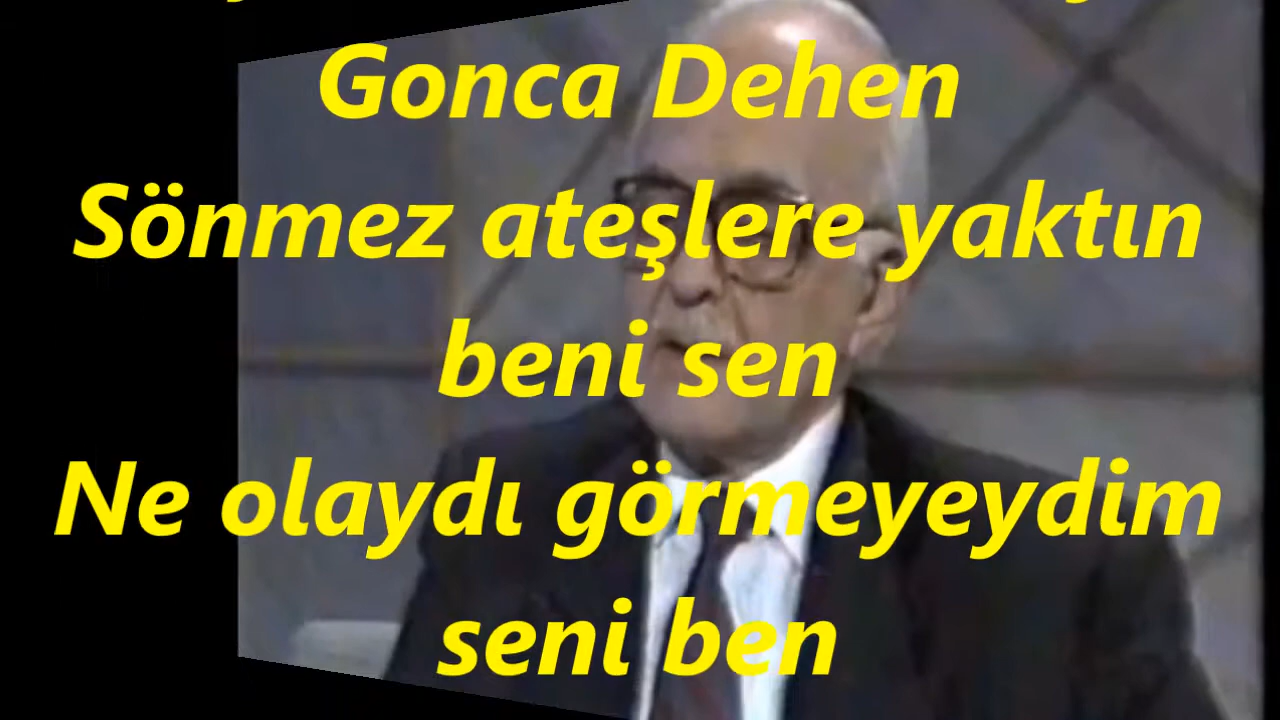 Gonca Dehen
Sönmez ateşlere yaktın
beni sen
Ne olaydı görmeyeydim
seni ben